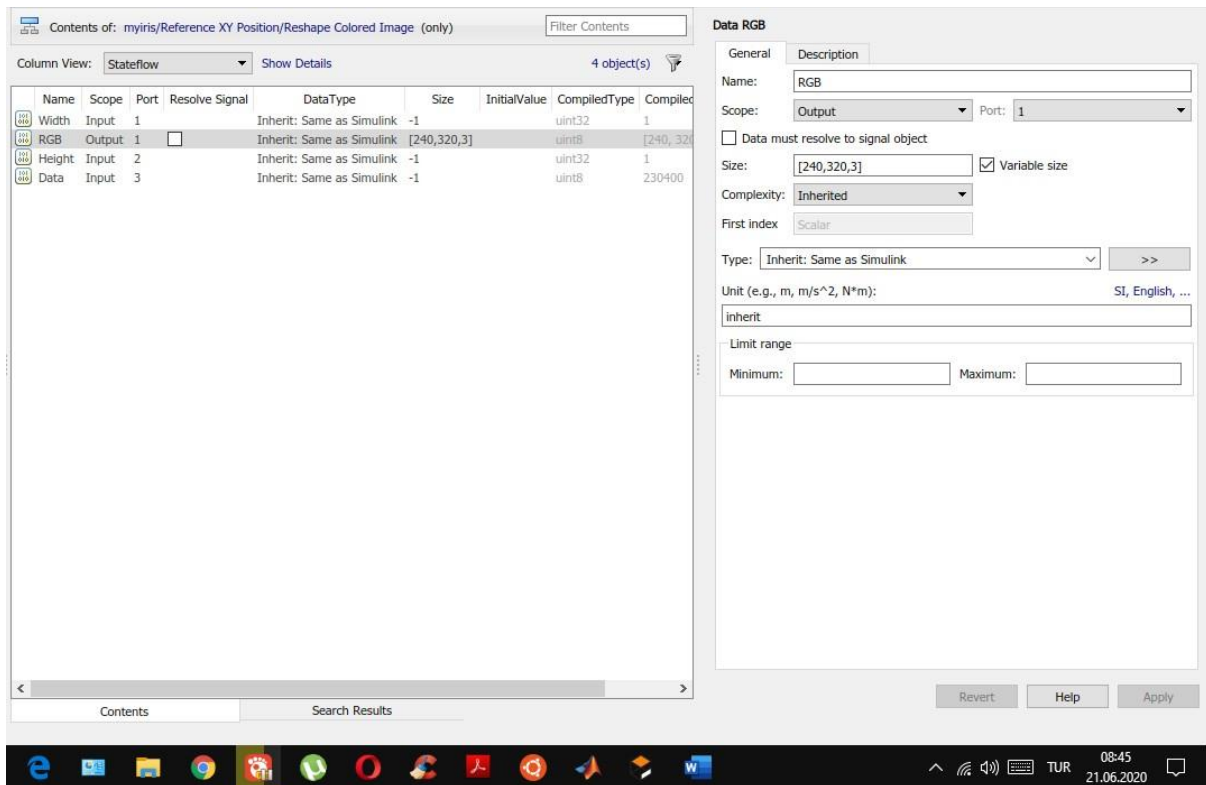 Contents of: myiris/Reference XY Position/Reshape Colored Image (only)
Filter Contents
Column View: Stateflow Show Details 4 object(s)
Name Scope Port Resolve Signal DataType Size InitialValue CompiledType Compiled
Width Input 1 Inherit: Same as Simulink -1 uint32 1
RGB Output 1 Inherit: Same as Simulink [240,320,3] uint8 [240, 320
Height Input 2 Inherit: Same as Simulink -1 uint32 1
Data Input 3 Inherit: Same as Simulink -1 uint8 230400
Contents Search Results
Data RGB
General Description
Name: RGB
Scope: Output Port: 1
Data must resolve to signal object
Size: [240,320,3] Variable size
Complexity: Inherited
First index Scalar
Type: Inherit: Same as Simulink >>
Unit (e.g., m, m/s^2, N*m): SI, English, ...
inherit
Limit range
Minimum: Maximum:
Revert Help Apply
TUR 08:45
21.06.2020